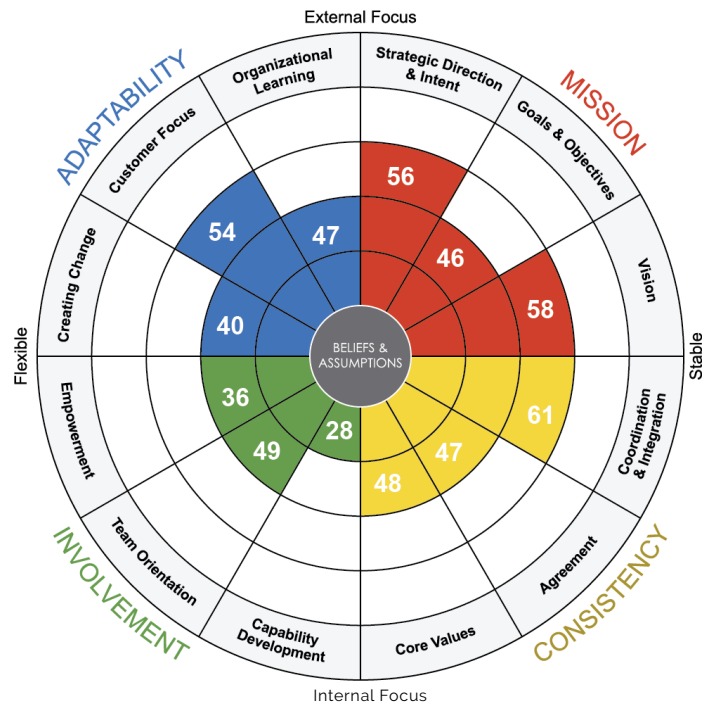 External Focus
ADAPTABILITY
MISSION
Organizational
Learning
Strategic Direction
& Intent
Customer Focus
Goals & Objectives
Creating Change
Vision
56
54
47
46
40
58
BELIEFS &
ASSUMPTIONS
Flexible
Stable
36
49
28
48
47
61
Empowerment
Coordination
& Integration
Team Orientation
Agreement
Capability
Development
Core Values
INVOLVEMENT
CONSISTENCY
Internal Focus